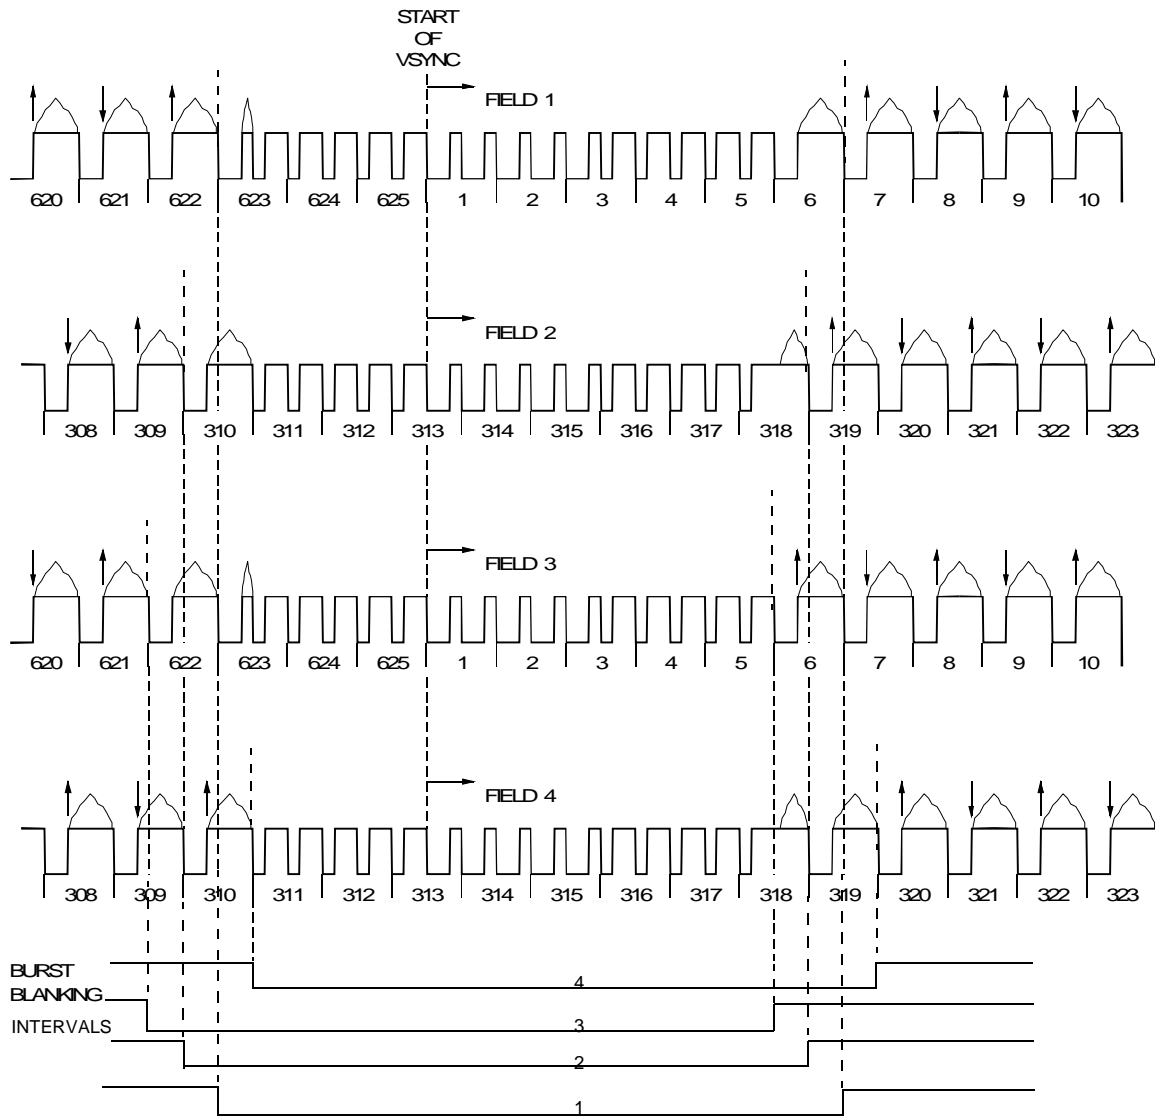 START
OF
VSYNC
FIELD 1
620 621 622 623 624 625 1 2 3 4 5 6 7 8 9 10
FIELD 2
308 309 310 311 312 313 314 315 316 317 318 319 320 321 322 323
FIELD 3
620 621 622 623 624 625 1 2 3 4 5 6 7 8 9 10
FIELD 4
308 309 310 311 312 313 314 315 316 317 318 319 320 321 322 323
BURST
BLANKING
INTERVALS
4
3
2
1